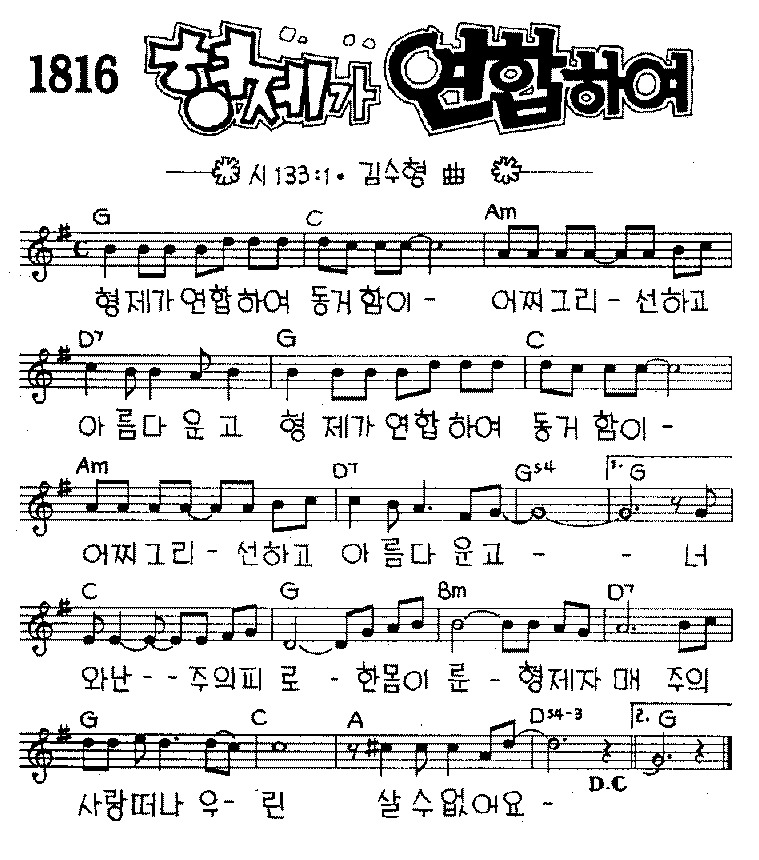 1816 형제가 연합하여
시 133:1 • 김수형 曲
G C Am
형제가 연합하여 동거함이 - 어찌그리 - 선하고
D7 G C
아름다운고 형제가 연합하여 동거함이 -
Am D7 Gs4 1. G
어찌그리 - 선하고 아름다운고 - - 너
C G Bm D7
와난 - - 주의피로 - 한몸이룬 - 형제자매 주의
G C A Ds4-3 2. G
사랑떠나 우 - 린 살수없어요 -
D.C